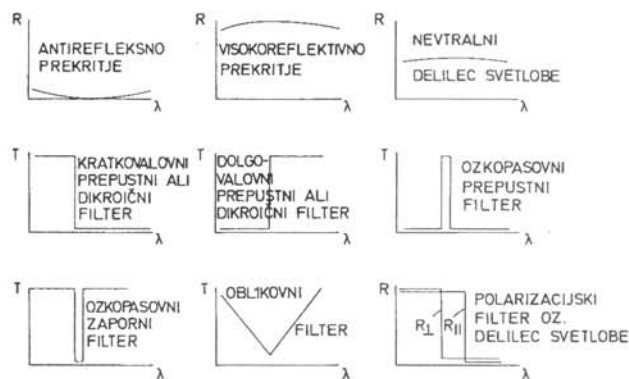 R
ANTIREFLEKSNO
PREKRITJE
λ
R
VISOKOREFLEKTIVNO
PREKRITJE
λ
R
NEVTRALNI
DELILEC SVETLOBE
λ
T
KRATKOVALOVNI
PREPUSTNI ALI
DIKROIČNI
FILTER
λ
T
DOLGO-
VALOVNI
PREPUSTNI ALI
DIKROIČNI FILTER
λ
T
OZKOPASOVNI
PREPUSTNI
FILTER
λ
T
OZKOPASOVNI
ZAPORNI
FILTER
λ
T
OBLIKOVNI
FILTER
λ
R
R⊥
R||
POLARIZACIJSKI
FILTER OZ.
DELILEC SVETLOBE
λ